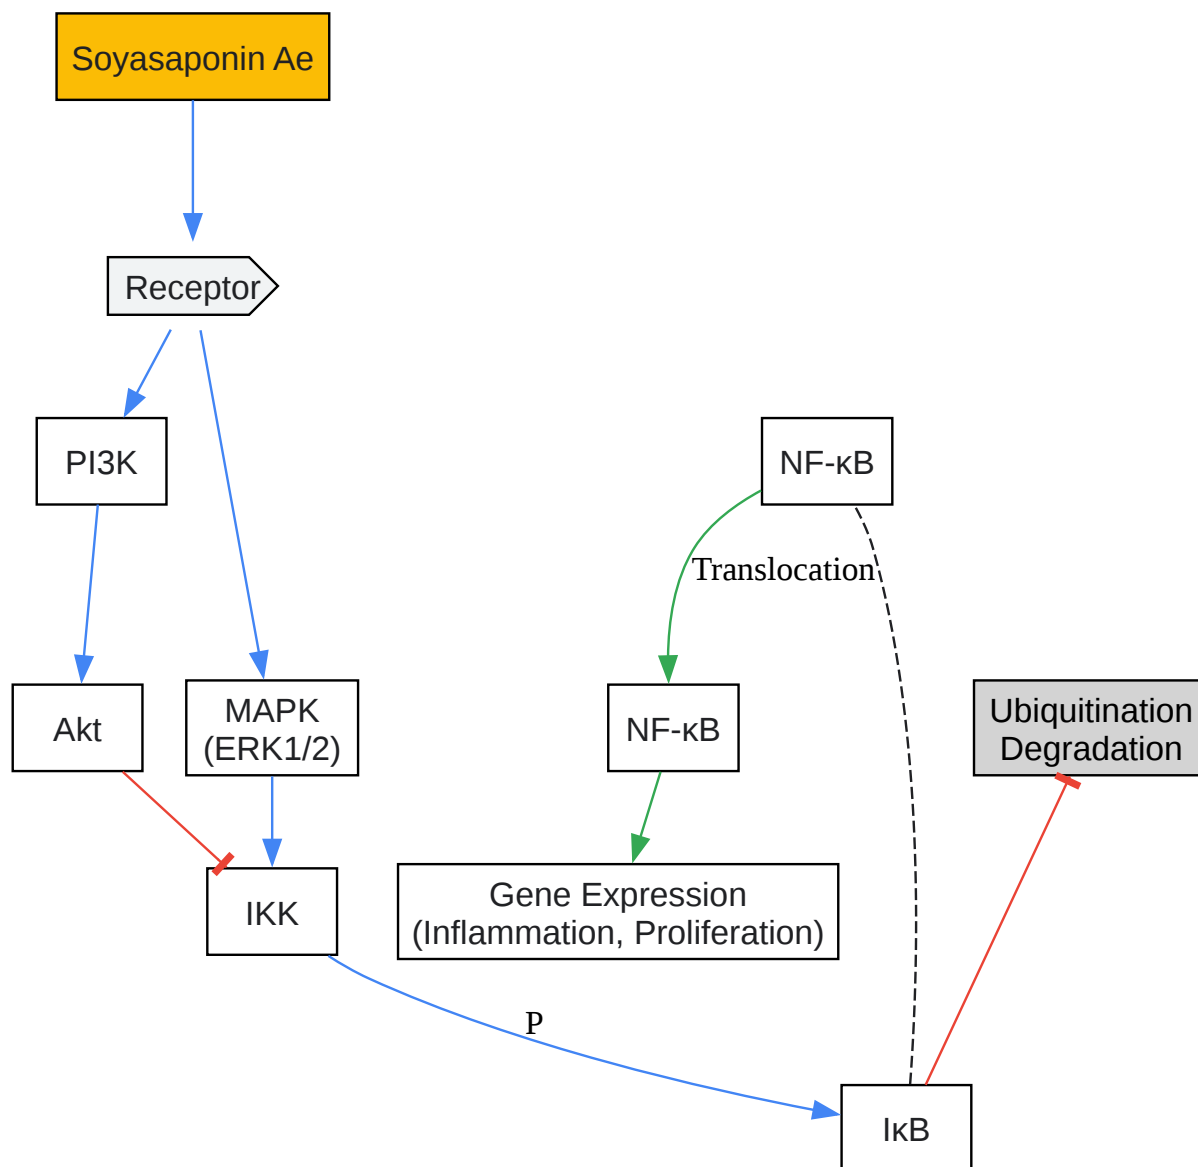 Soyasaponin Ae
Receptor
PI3K
NF-κB
Translocation
Akt
MAPK
(ERK1/2)
NF-κB
Ubiquitination
Degradation
IKK
Gene Expression
(Inflammation, Proliferation)
P
IκB